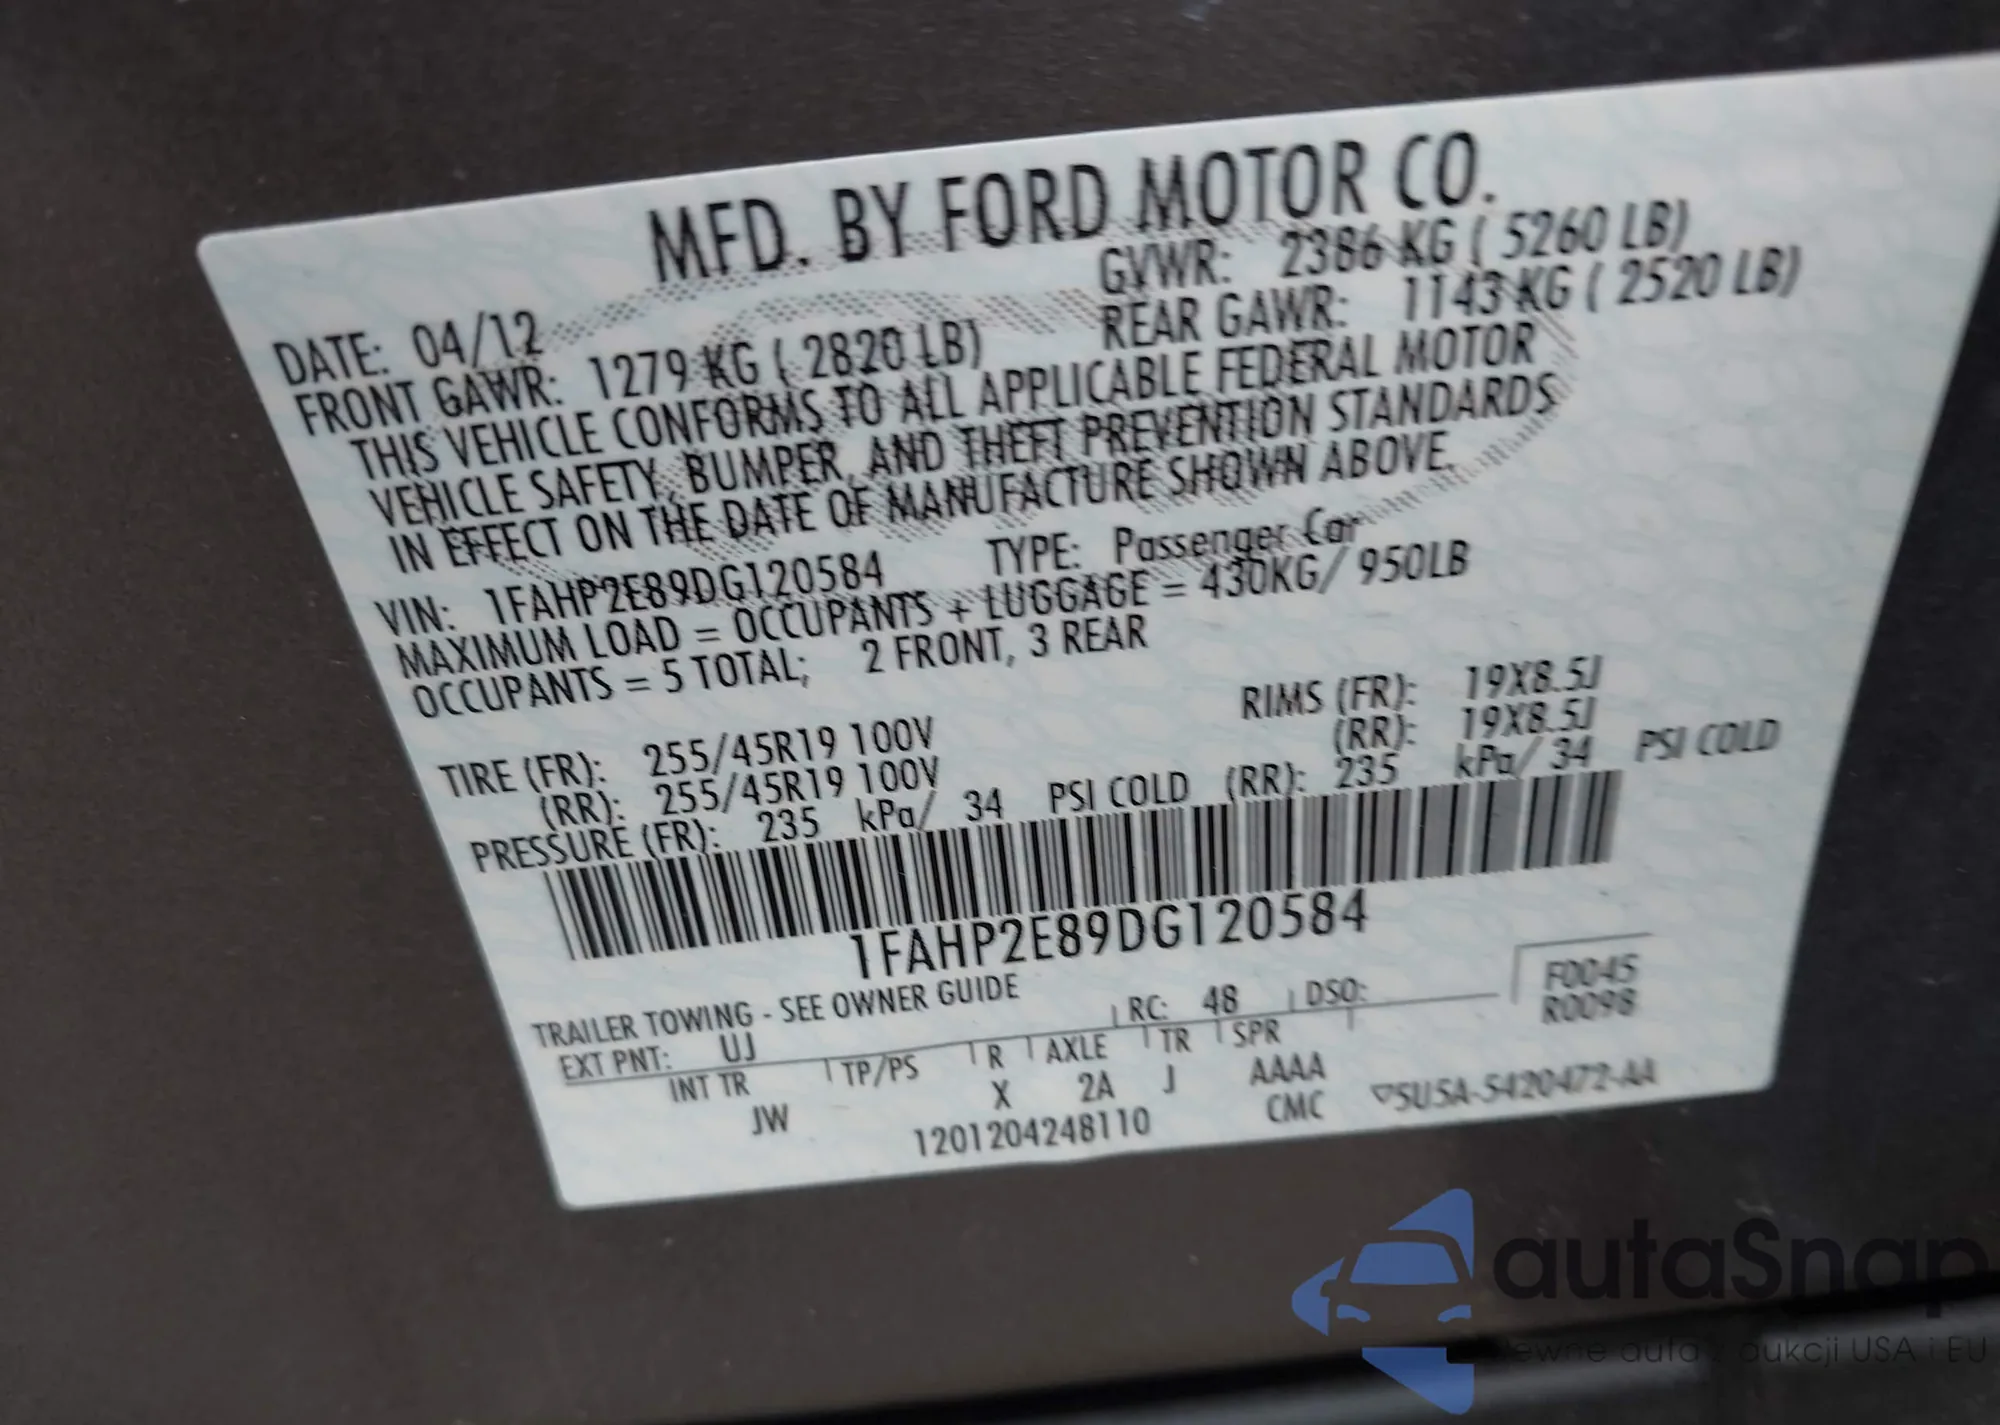 MFD. BY FORD MOTOR CO.
DATE: 04/12 GVWR: 2386 KG ( 5260 LB)
FRONT GAWR: 1279 KG ( 2820 LB) REAR GAWR: 1143 KG ( 2520 LB)
THIS VEHICLE CONFORMS TO ALL APPLICABLE FEDERAL MOTOR
VEHICLE SAFETY, BUMPER, AND THEFT PREVENTION STANDARDS
IN EFFECT ON THE DATE OF MANUFACTURE SHOWN ABOVE.
VIN: 1FAHP2E89DG120584 TYPE: Passenger Car
MAXIMUM LOAD = OCCUPANTS + LUGGAGE = 430KG/ 950LB
OCCUPANTS = 5 TOTAL; 2 FRONT, 3 REAR
TIRE (FR): 255/45R19 100V RIMS (FR): 19X8.5J
(RR): 255/45R19 100V (RR): 19X8.5J
PRESSURE (FR): 235 kPa/ 34 PSI COLD (RR): 235 kPa/ 34 PSI COLD
1FAHP2E89DG120584
TRAILER TOWING - SEE OWNER GUIDE
EXT PNT: UJ RC: 48 DSO: F0045
R0098
INT TR TP/PS R AXLE TR SPR
JW X 2A J AAAA
1201204248110 CMC ▽5U5A-5420472-AA
autaSnap
aukcji USA i EU